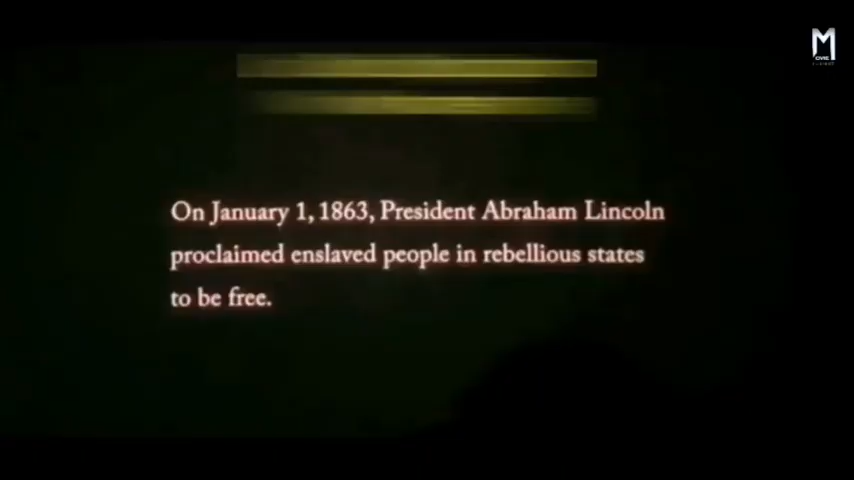 On January 1, 1863, President Abraham Lincoln
proclaimed enslaved people in rebellious states
to be free.
M